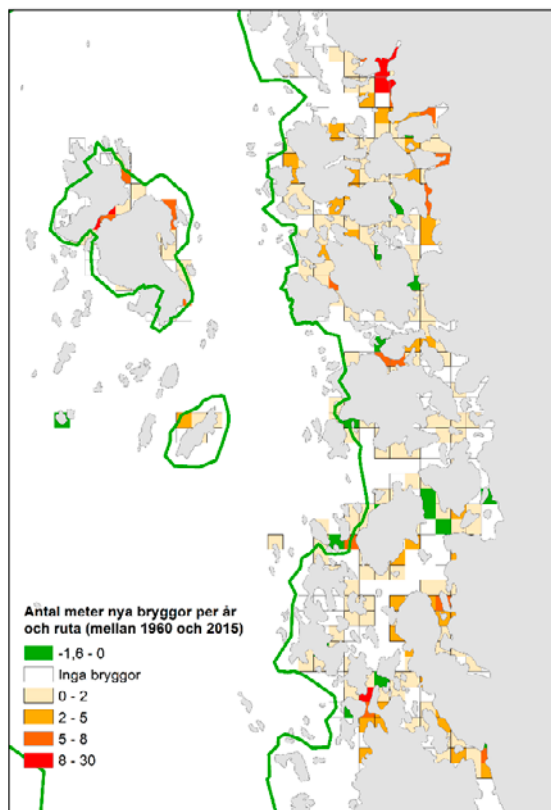 Antal meter nya bryggor per år
och ruta (mellan 1960 och 2015)
-1,6 - 0
Inga bryggor
0 - 2
2 - 5
5 - 8
8 - 30